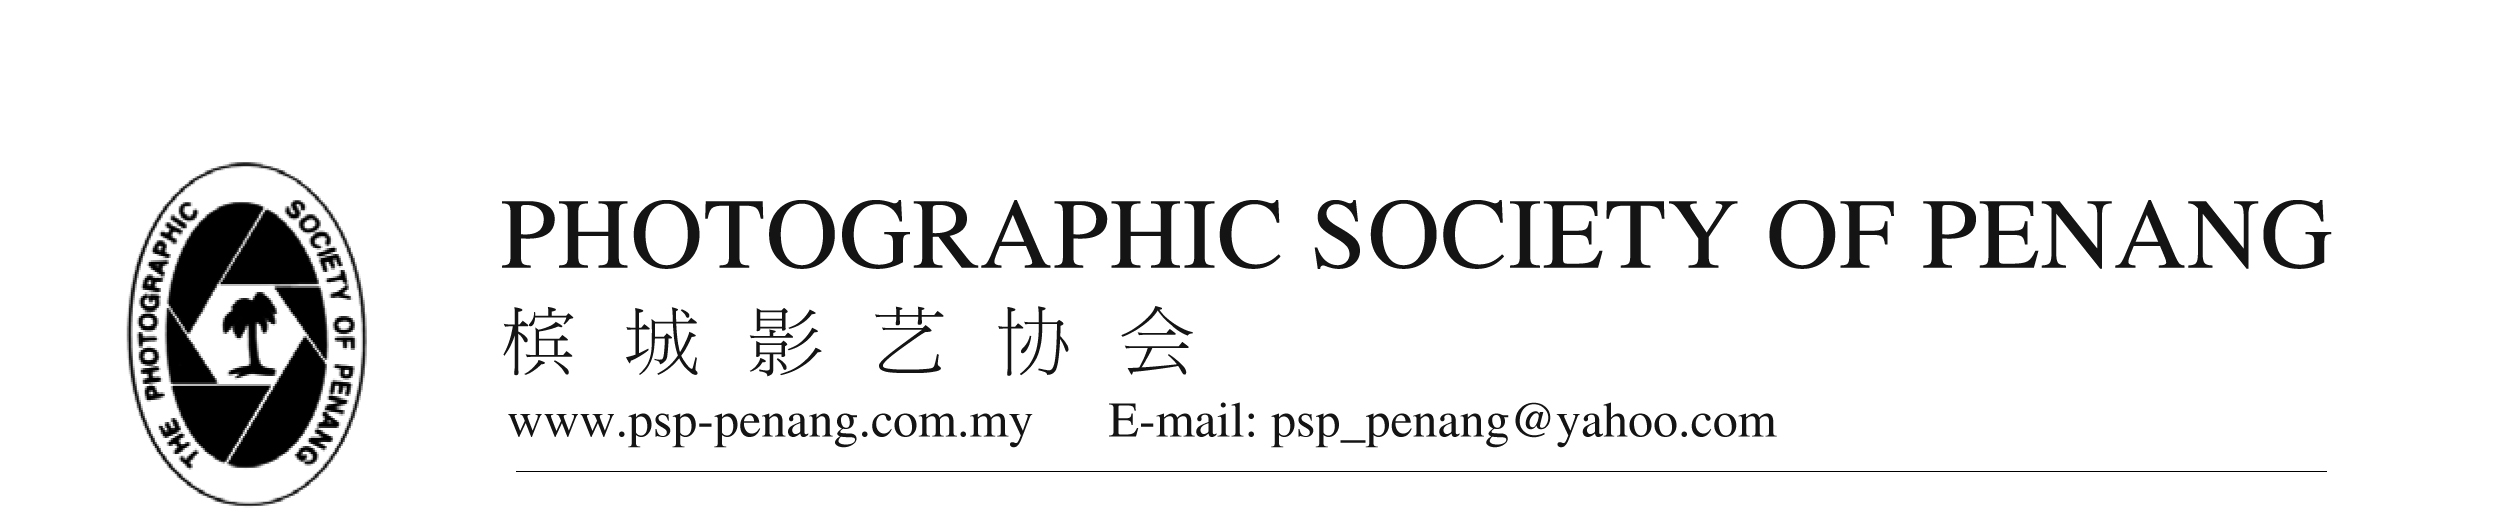 THE PHOTOGRAPHIC SOCIETY OF PENANG
PHOTOGRAPHIC SOCIETY OF PENANG
槟城影艺协会
www.psp-penang.com.my E-mail: psp_penang@yahoo.com